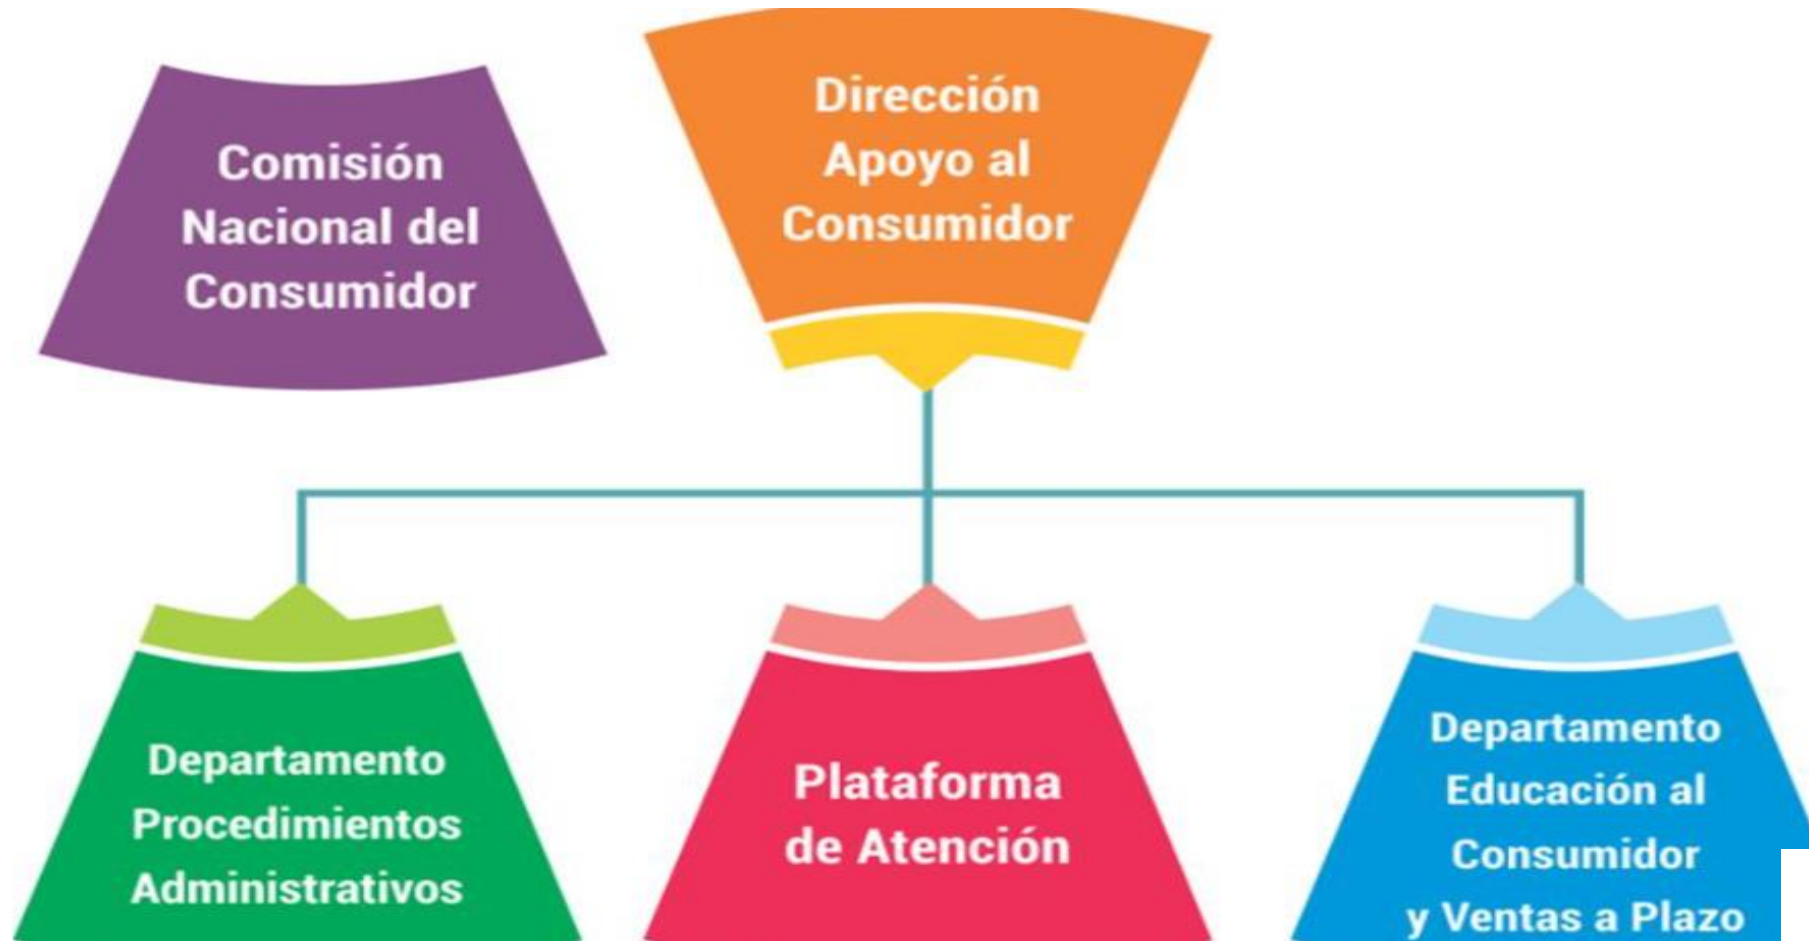 Comisión
Nacional del
Consumidor
Dirección
Apoyo al
Consumidor
Departamento
Procedimientos
Administrativos
Plataforma
de Atención
Departamento
Educación al
Consumidor
y Ventas a Plazo